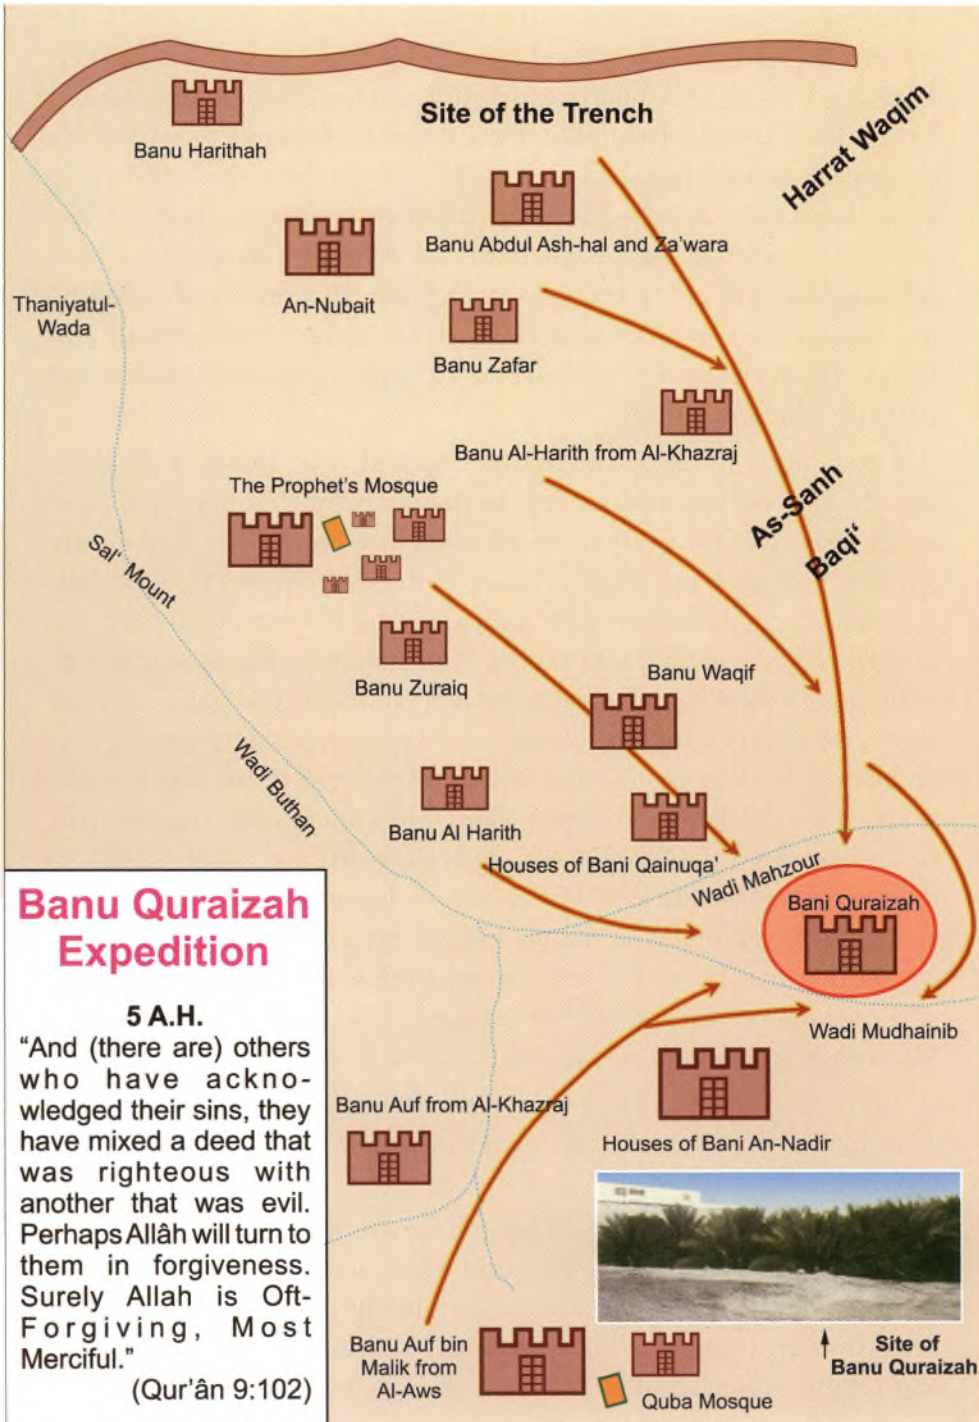 Site of the Trench
Harrat Waqim
Banu Harithah
Banu Abdul Ash-hal and Za'wara
An-Nubait
Thaniyatul-
Wada
Banu Zafar
Banu Al-Harith from Al-Khazraj
The Prophet's Mosque
As-Sanh
Baqi‘
Sal‘ Mount
Banu Zuraiq
Banu Waqif
Wadi Buthan
Banu Al Harith
Houses of Bani Qainuqa’
Wadi Mahzour
Bani Quraizah
Wadi Mudhainib
Banu Auf from Al-Khazraj
Houses of Bani An-Nadir
Banu Auf bin
Malik from
Al-Aws
Quba Mosque
Site of
Banu Quraizah
Banu Quraizah
Expedition
5 A.H.
“And (there are) others
who have ackno-
wledged their sins, they
have mixed a deed that
was righteous with
another that was evil.
Perhaps Allâh will turn to
them in forgiveness.
Surely Allah is Oft-
Forgiving, Most
Merciful.”
(Qur’ân 9:102)